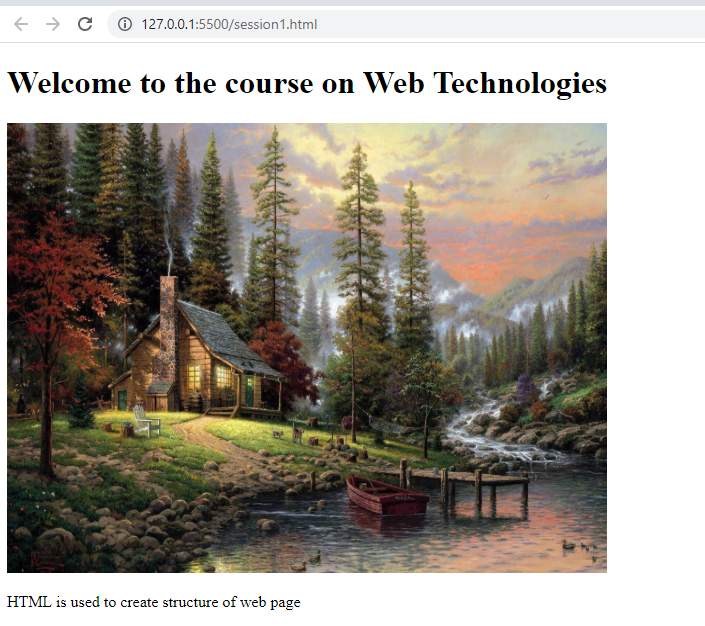 127.0.0.1:5500/session1.html
Welcome to the course on Web Technologies
HTML is used to create structure of web page